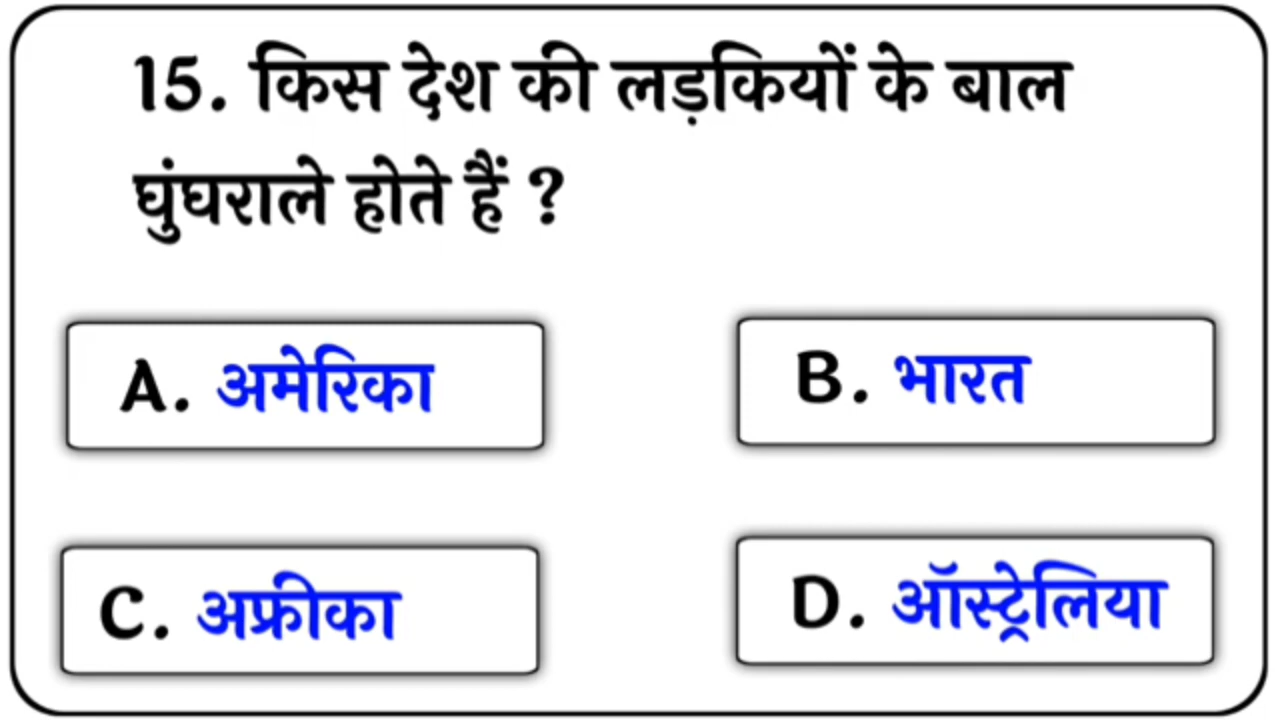 15. किस देश की लड़कियों के बाल
घुंघराले होते हैं ?
A. अमेरिका
B. भारत
C. अफ्रीका
D. ऑस्ट्रेलिया